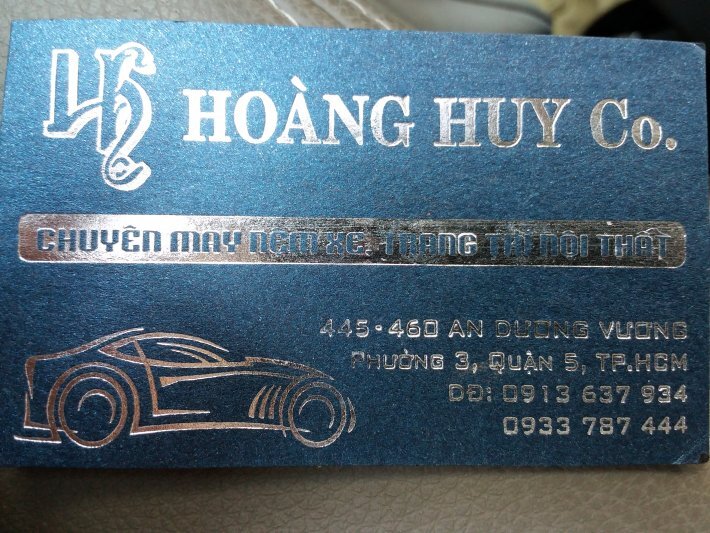 HOÀNG HUY Co.
CHUYÊN MAY NỆM XE, TRANG TRÍ NỘI THẤT
445-460 AN DƯƠNG VƯƠNG
PHƯỜNG 3, QUẬN 5, TP.HCM
DĐ: 0913 637 934
0933 787 444